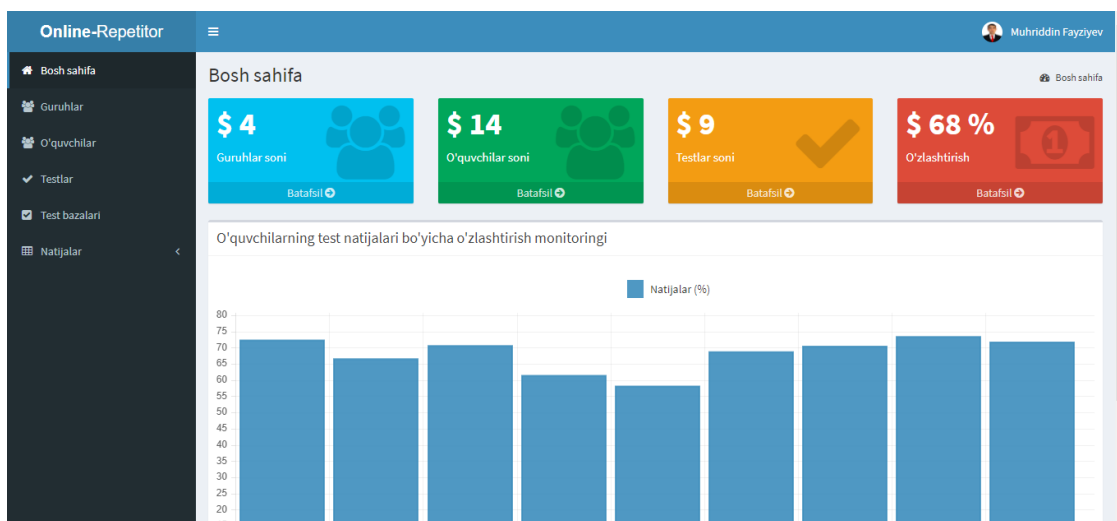 Online-Repetitor
Muhriddin Fayziyev
Bosh sahifa
Guruhlar
O'quvchilar
Testlar
Test bazalari
Natijalar
Bosh sahifa
Bosh sahifa
$ 4
Guruhlar soni
Batafsil
$ 14
O'quvchilar soni
Batafsil
$ 9
Testlar soni
Batafsil
$ 68 %
O'zlashtirish
1
Batafsil
O'quvchilarning test natijalari bo'yicha o'zlashtirish monitoringi
Natijalar (%)
80
75
70
65
60
55
50
45
40
35
30
25
20